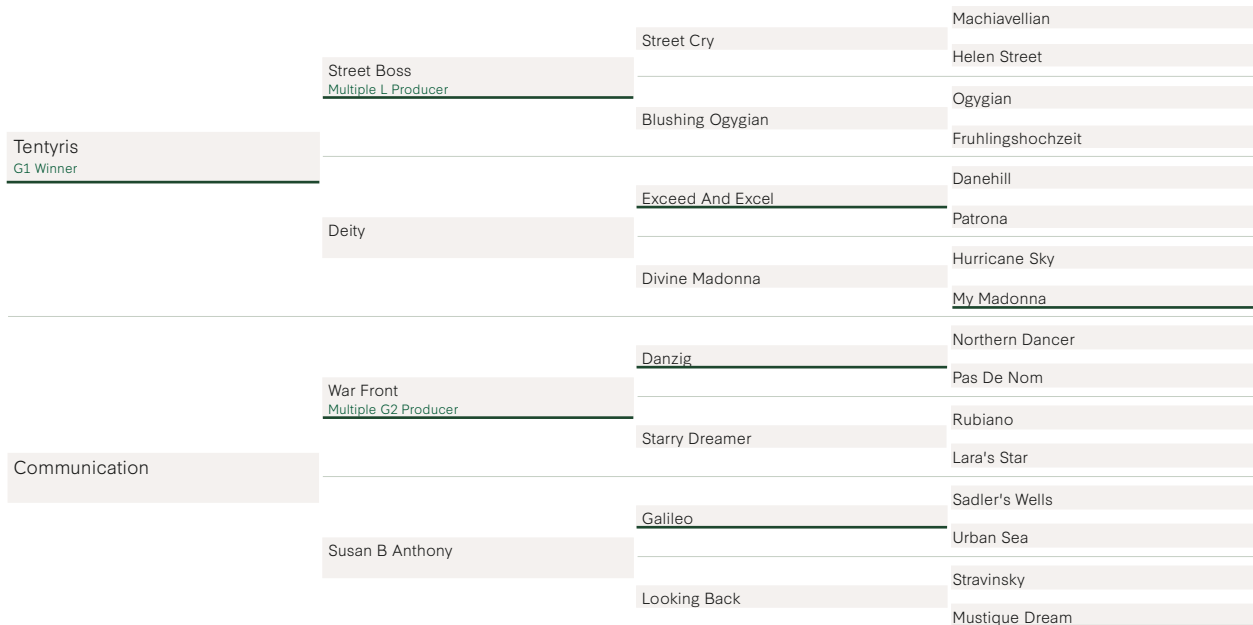 Machiavellian
Street Cry
Helen Street
Street Boss
Multiple L Producer
Ogygian
Blushing Ogygian
Fruhlingshochzeit
Tentyris
G1 Winner
Danehill
Exceed And Excel
Patrona
Deity
Hurricane Sky
Divine Madonna
My Madonna
Northern Dancer
Danzig
Pas De Nom
War Front
Multiple G2 Producer
Rubiano
Starry Dreamer
Lara's Star
Communication
Sadler's Wells
Galileo
Urban Sea
Susan B Anthony
Stravinsky
Looking Back
Mustique Dream